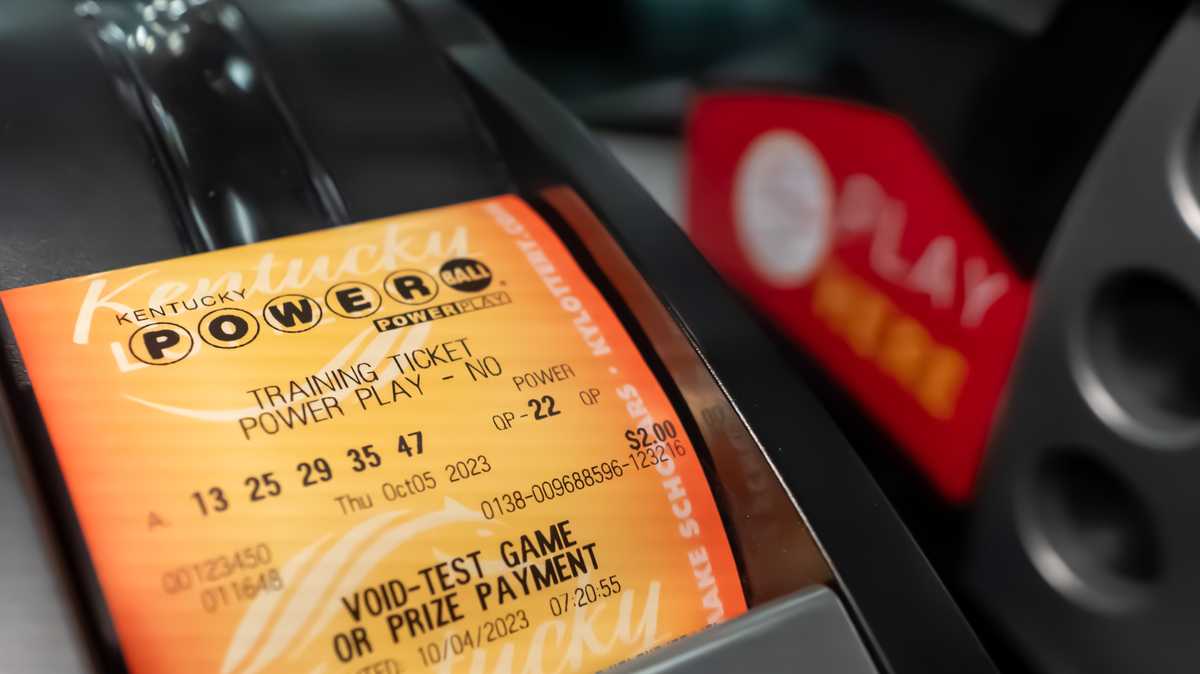 Kentucky
KENTUCKY
POWERBALL
POWERPLAY
TRAINING TICKET
POWER PLAY - NO
POWER
QP-22 QP
A. 13 25 29 35 47
$2.00
Thu Oct05 2023
0138-009688596-123216
00123450
011648
VOID-TEST GAME
OR PRIZE PAYMENT
10/04/2023 07:20:55
KYLOTTERY.COM
PLAY
HERE